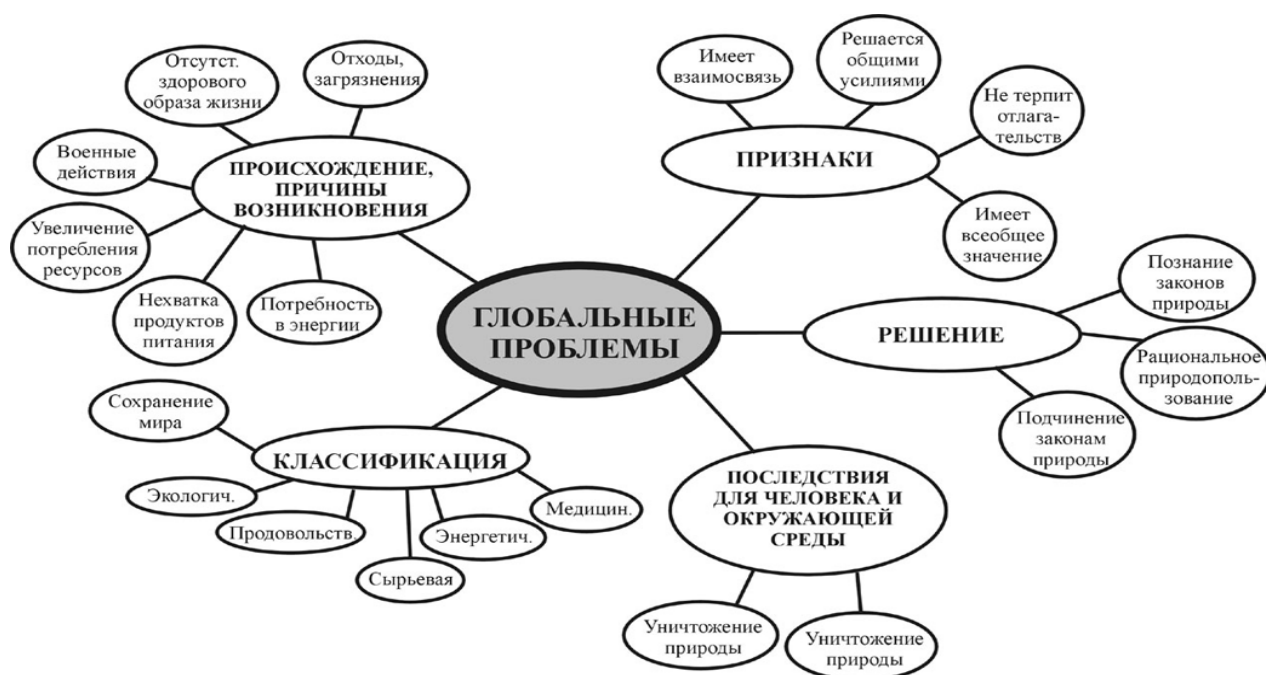 Отсутст.
здорового
образа жизни
Отходы,
загрязнения
Военные
действия
Увеличение
потребления
ресурсов
Нехватка
продуктов
питания
Потребность
в энергии
ПРОИСХОЖДЕНИЕ,
ПРИЧИНЫ
ВОЗНИКНОВЕНИЯ
Имеет
взаимосвязь
Решается
общими
усилиями
Не терпит
отлага-
тельств
Имеет
всеобщее
значение
ПРИЗНАКИ
ГЛОБАЛЬНЫЕ
ПРОБЛЕМЫ
РЕШЕНИЕ
Познание
законов
природы
Рациональное
природополь-
зование
Подчинение
законам
природы
Сохранение
мира
КЛАССИФИКАЦИЯ
Экологич.
Продовольств.
Сырьевая
Энергетич.
Медицин.
ПОСЛЕДСТВИЯ
ДЛЯ ЧЕЛОВЕКА И
ОКРУЖАЮЩЕЙ
СРЕДЫ
Уничтожение
природы
Уничтожение
природы